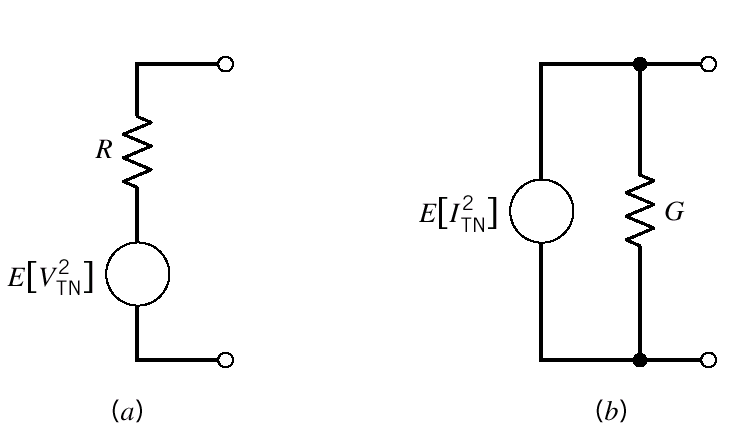 R
E[V²_TN]
(a)
E[I²_TN]
G
(b)